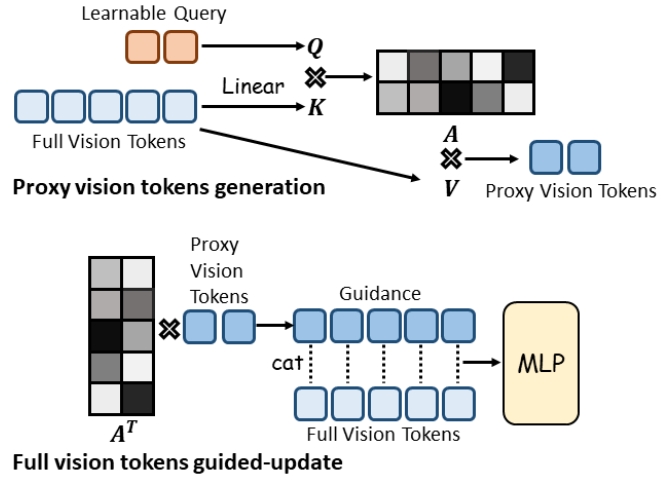 Learnable Query
Q
Linear
K
Full Vision Tokens
A
V
Proxy Vision Tokens
Proxy vision tokens generation
Proxy
Vision
Tokens
Guidance
cat
MLP
Full Vision Tokens
A^T
Full vision tokens guided-update